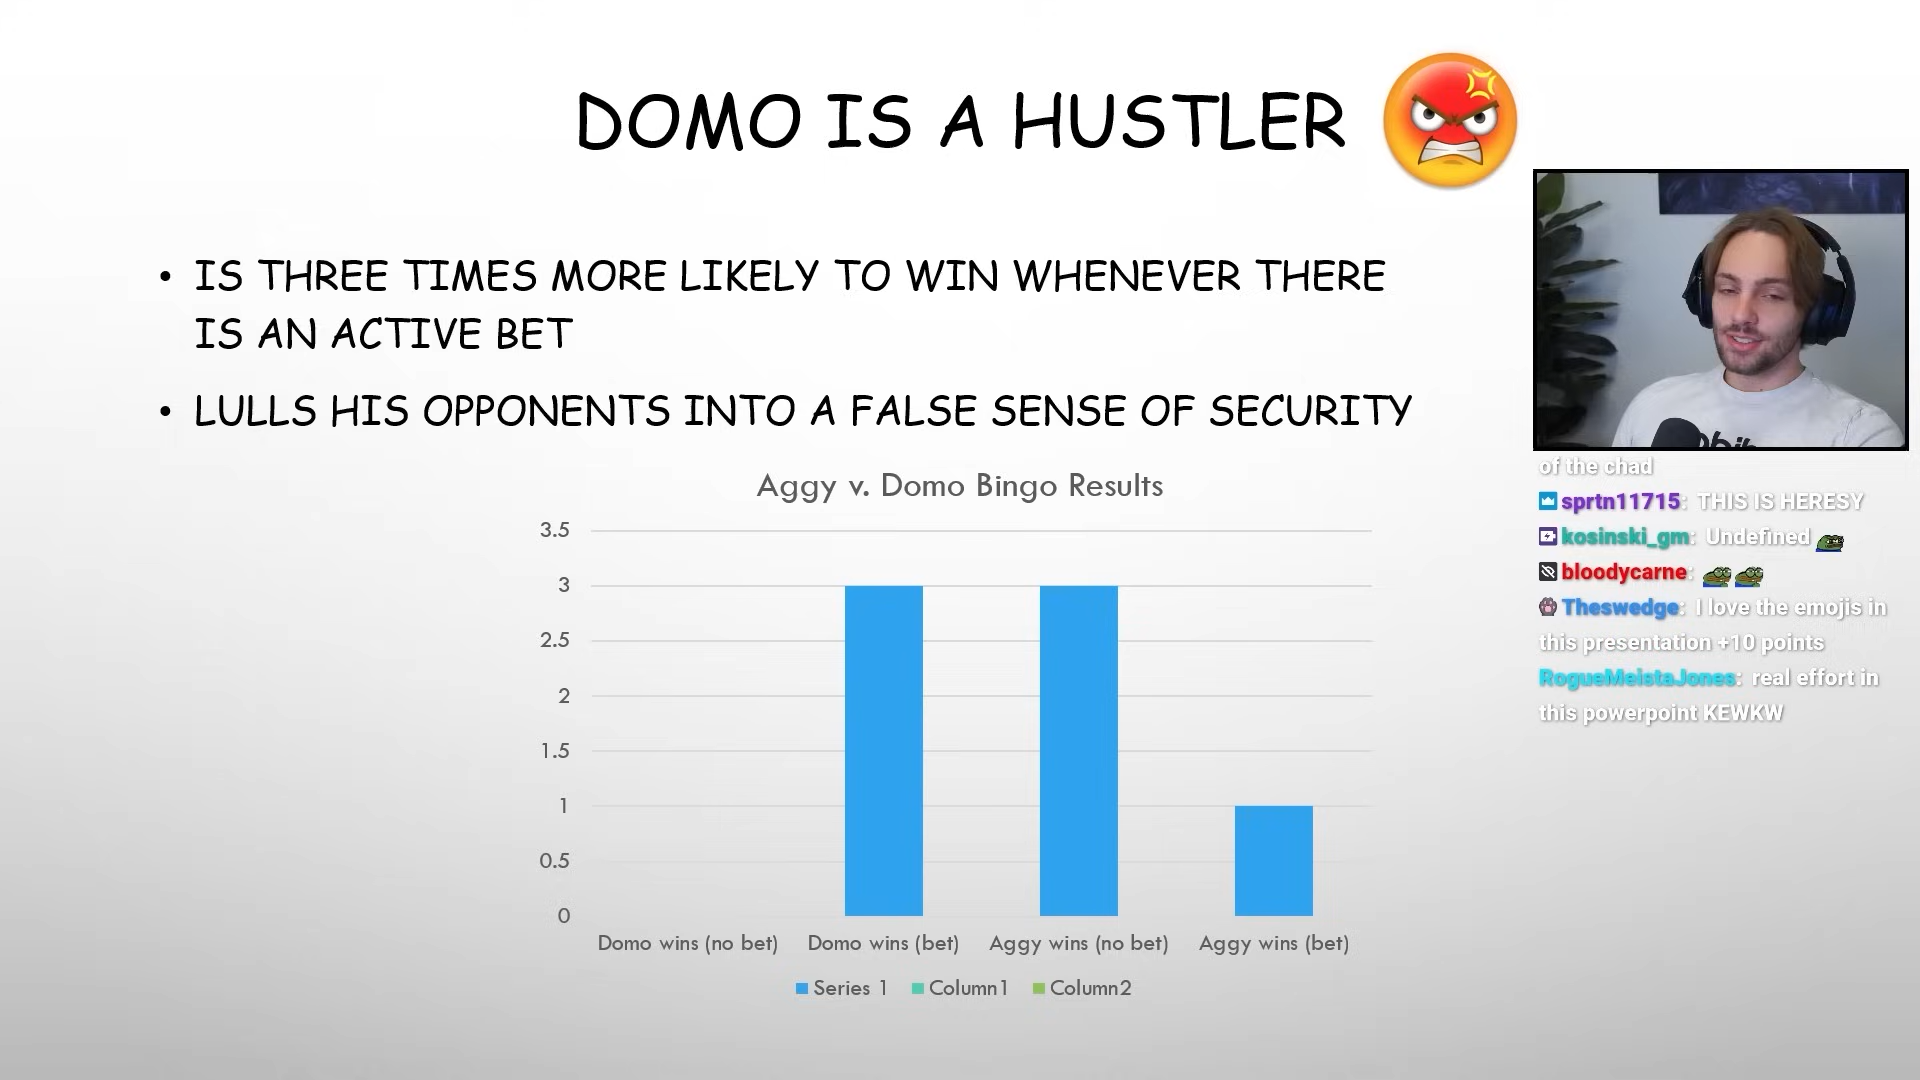 DOMO IS A HUSTLER
• IS THREE TIMES MORE LIKELY TO WIN WHENEVER THERE
IS AN ACTIVE BET
• LULLS HIS OPPONENTS INTO A FALSE SENSE OF SECURITY
Aggy v. Domo Bingo Results
3.5
3
2.5
2
1.5
1
0.5
0
Domo wins (no bet) Domo wins (bet) Aggy wins (no bet) Aggy wins (bet)
Series 1 Column1 Column2
of the chad
sprtn11715: THIS IS HERESY
kosinski_gm: Undefined
bloodycarne:
Theswedge: I love the emojis in
this presentation +10 points
RogueMeistaJones: real effort in
this powerpoint KEWKW